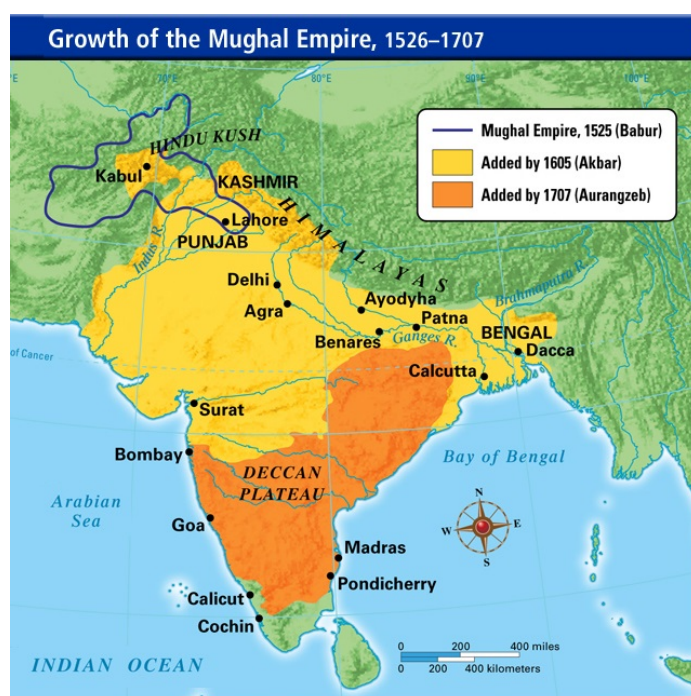 Growth of the Mughal Empire, 1526–1707
°E
70°E
80°E
90°E
100°E
Mughal Empire, 1525 (Babur)
Added by 1605 (Akbar)
Added by 1707 (Aurangzeb)
HINDU KUSH
Kabul
KASHMIR
HIMALAYAS
Lahore
PUNJAB
Indus R.
Delhi
Agra
Ayodyha
Brahmaputra R.
Patna
Benares
Ganges R.
BENGAL
Dacca
of Cancer
Calcutta
Surat
Bombay
DECCAN
PLATEAU
Bay of Bengal
Arabian
Sea
Goa
N
W
E
S
Madras
Pondicherry
Calicut
Cochin
INDIAN OCEAN
0 200 400 miles
0 200 400 kilometers